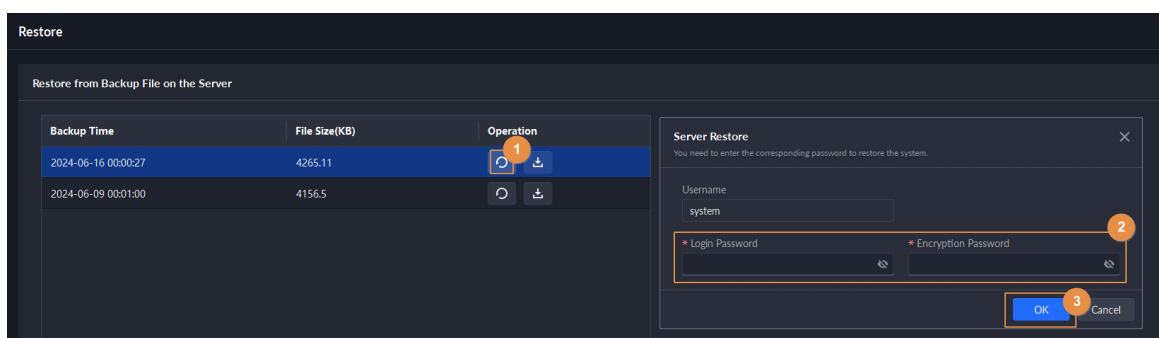 Restore
Restore from Backup File on the Server
Backup Time File Size(KB) Operation
1
2024-06-16 00:00:27 4265.11
2024-06-09 00:01:00 4156.5
Server Restore
You need to enter the corresponding password to restore the system.
Username
system
2
* Login Password * Encryption Password
3
OK Cancel